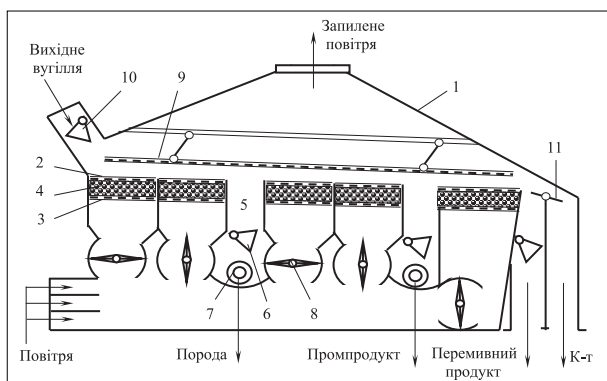 Запилене
повітря
Вихідне
вугілля
10
9
1
2
4
3
5
11
7
6
8
Повітря
Порода
Промпродукт
Перемивний
продукт
К-т